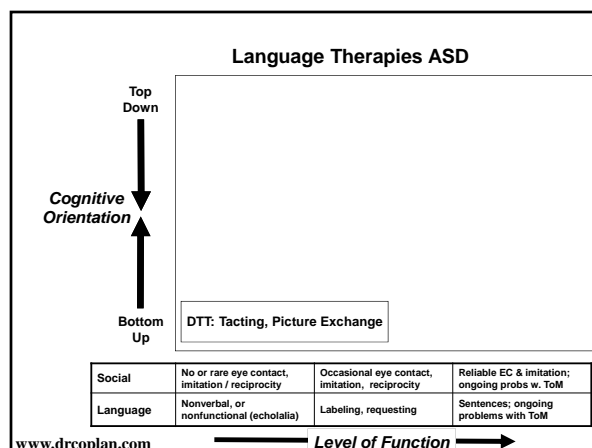 Language Therapies ASD
Top
Down
Cognitive
Orientation
Bottom
Up
DTT: Tacting, Picture Exchange
Social
No or rare eye contact,
imitation / reciprocity
Occasional eye contact,
imitation, reciprocity
Reliable EC & imitation;
ongoing probs w. ToM
Language
Nonverbal, or
nonfunctional (echolalia)
Labeling, requesting
Sentences; ongoing
problems with ToM
www.drcoplan.com
Level of Function